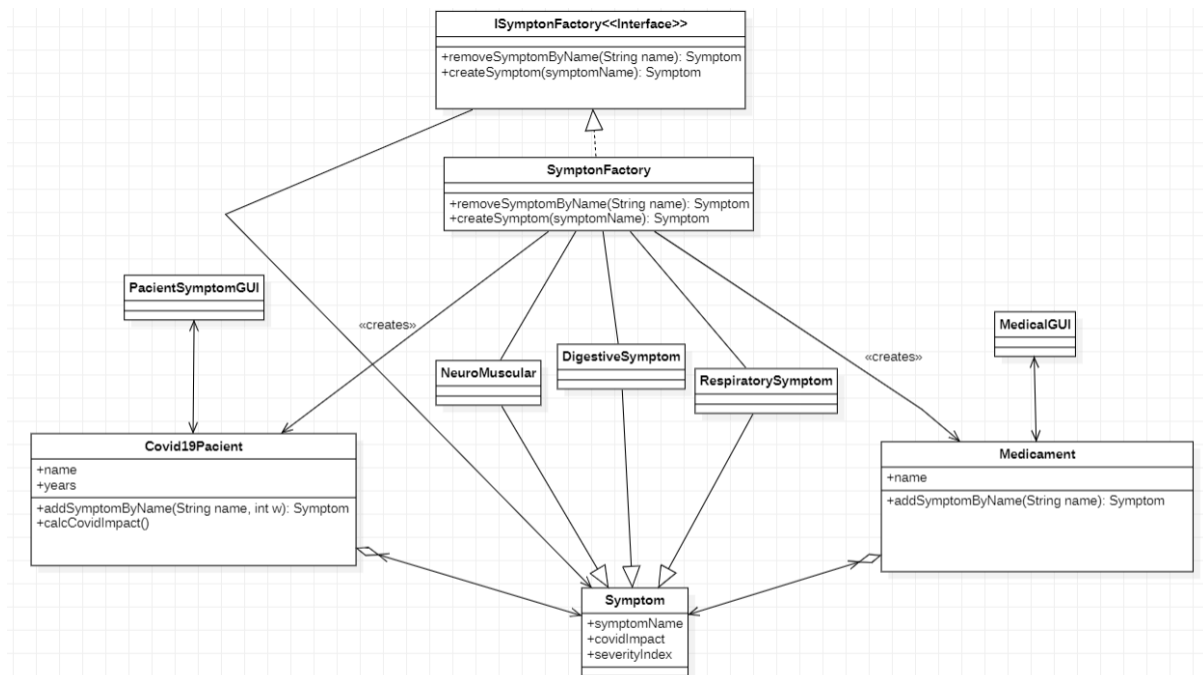 ISymptonFactory<<Interface>>
+removeSymptomByName(String name): Symptom
+createSymptom(symptomName): Symptom
SymptonFactory
+removeSymptomByName(String name): Symptom
+createSymptom(symptomName): Symptom
PacientSymptomGUI
«creates»
MedicalGUI
«creates»
NeuroMuscular
DigestiveSymptom
RespiratorySymptom
Covid19Pacient
+name
+years
+addSymptomByName(String name, int w): Symptom
+calcCovidImpact()
Medicament
+name
+addSymptomByName(String name): Symptom
Symptom
+symptomName
+covidImpact
+severityIndex